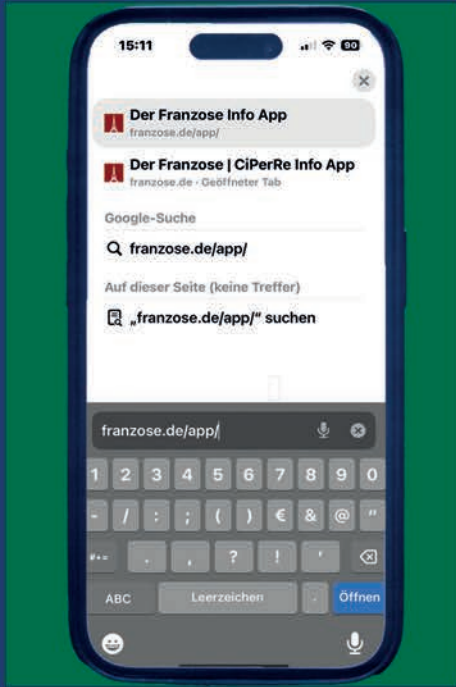 15:11
90
Der Franzose Info App
franzose.de/app/
Der Franzose | CiPerRe Info App
franzose.de · Geöffneter Tab
Google-Suche
franzose.de/app/
Auf dieser Seite (keine Treffer)
„franzose.de/app/“ suchen
franzose.de/app/
1 2 3 4 5 6 7 8 9 0
- / : ; ( ) € & @ "
#+= . , ? ! '
ABC Leerzeichen . Öffnen